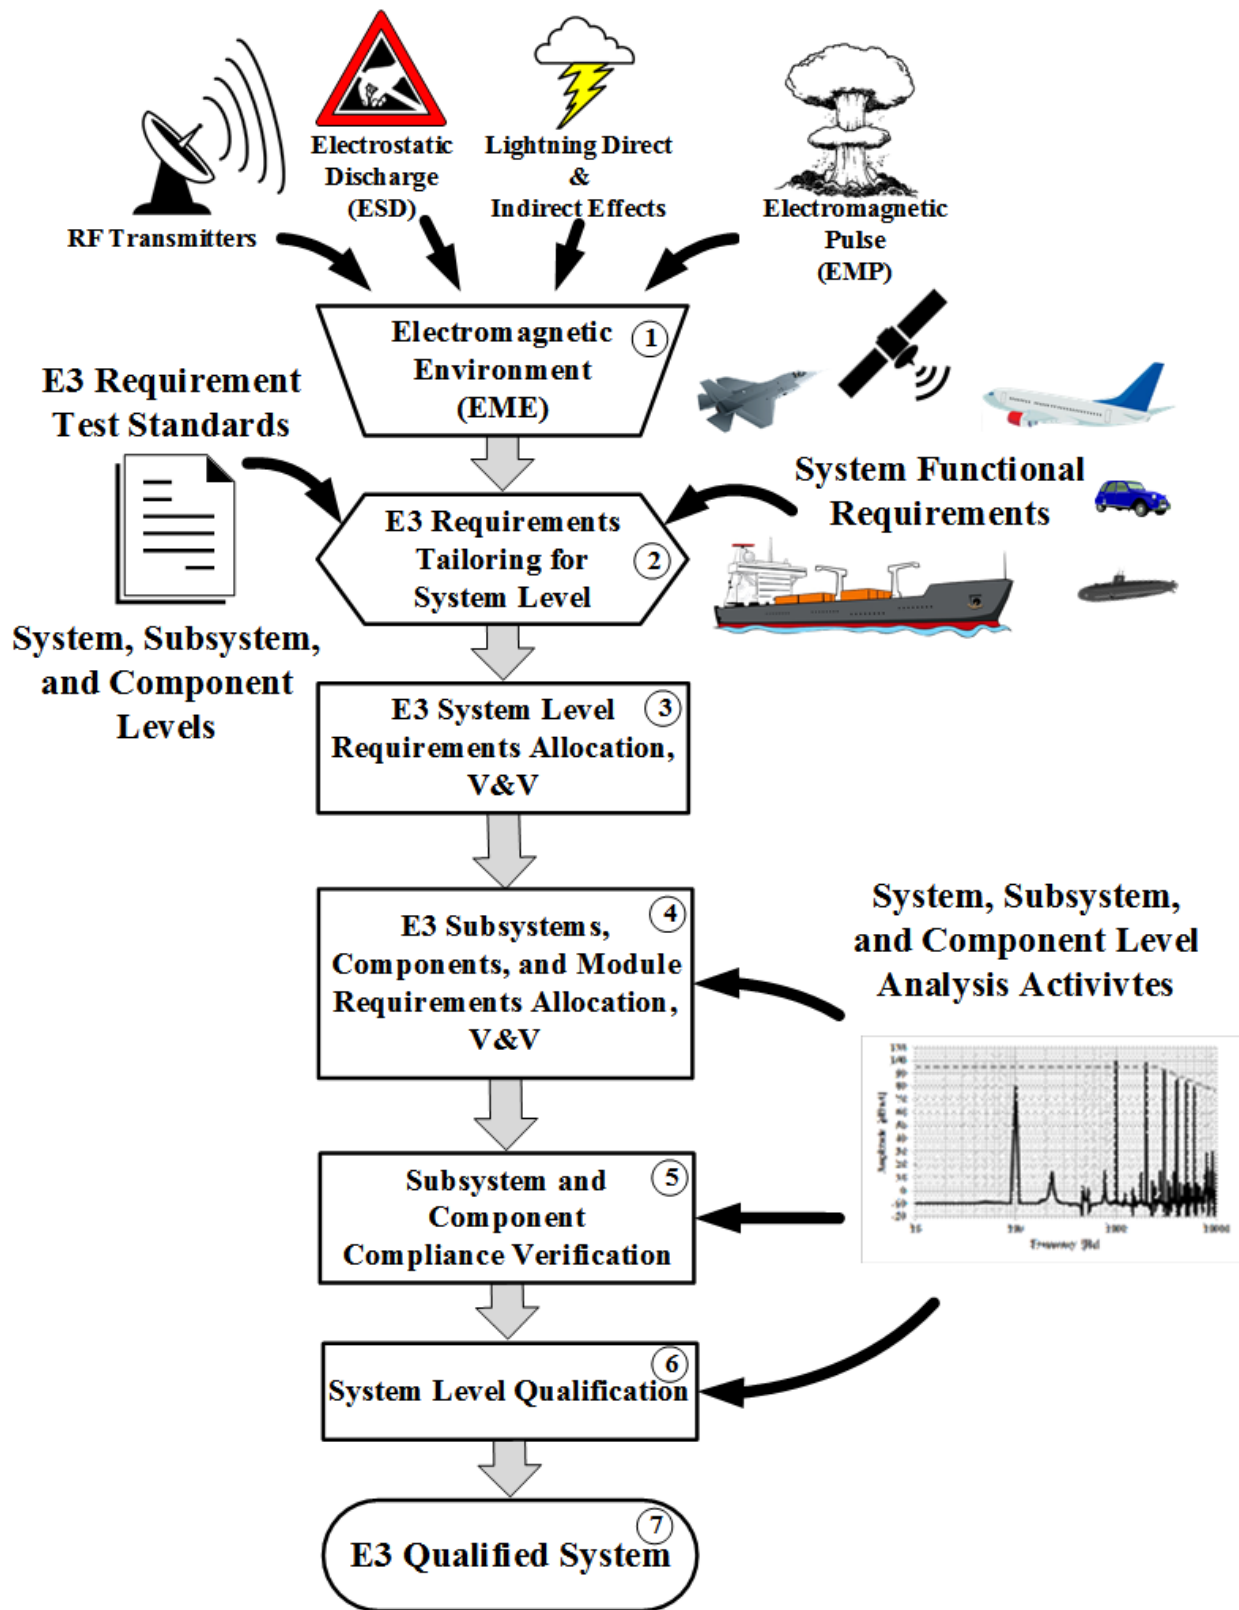 Electrostatic
Discharge
(ESD)
Lightning Direct
&
Indirect Effects
Electromagnetic
Pulse
(EMP)
RF Transmitters
Electromagnetic
Environment
(EME)
1
E3 Requirement
Test Standards
System Functional
Requirements
E3 Requirements
Tailoring for
System Level
2
System, Subsystem,
and Component
Levels
E3 System Level
Requirements Allocation,
V&V
3
E3 Subsystems,
Components, and Module
Requirements Allocation,
V&V
4
System, Subsystem,
and Component Level
Analysis Activivtes
Subsystem and
Component
Compliance Verification
5
System Level Qualification
6
E3 Qualified System
7